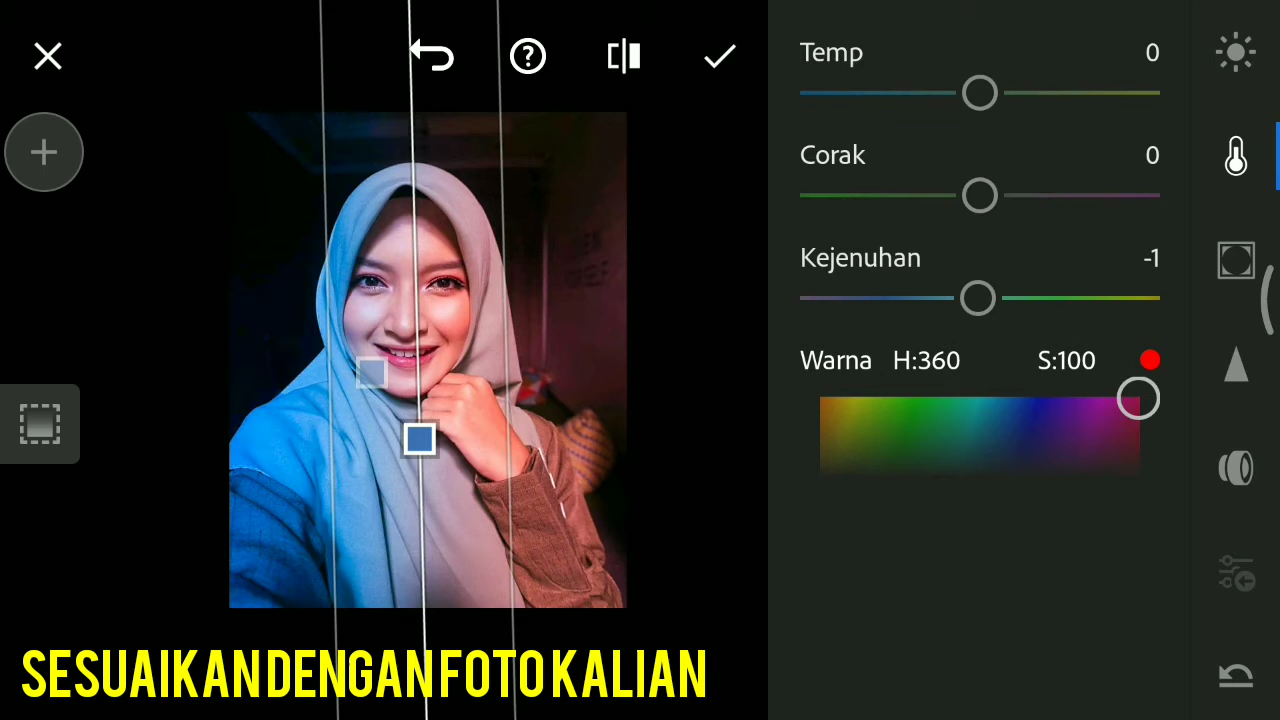 Temp 0
Corak 0
Kejenuhan -1
Warna H:360 S:100
SESUAIKAN DENGAN FOTO KALIAN